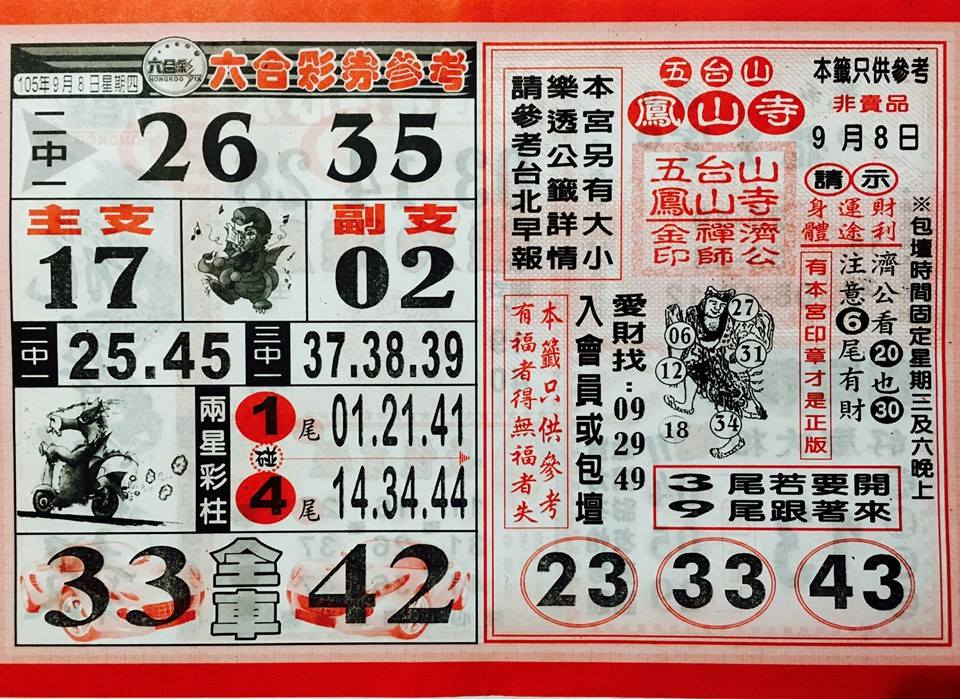 105年9月8日星期四
六合彩
HONGKOG SIX
六合彩券參考
二中一
26 35
主支
17
副支
02
二中一
25.45
三中一
37.38.39
兩星彩柱
1尾 01.21.41
殺
4尾 14.34.44
33 全車 42
本宮另有大小
樂透公籤詳情
請參考台北早報
五台山
鳳山寺
五台山
鳳山寺
濟公
禪師
金印
本籤只供參考
非賣品
9月8日
請示
財利
運途
身體
濟公看20也30
注意6尾有財
有本宮印章才是正版
※包壇時間固定星期三及六晚上
本籤只供參考
有福者得無福者失
入會員或包壇
愛財找:09 29 49
27
06
31
12
18
34
3尾若要開
9尾跟著來
23 33 43